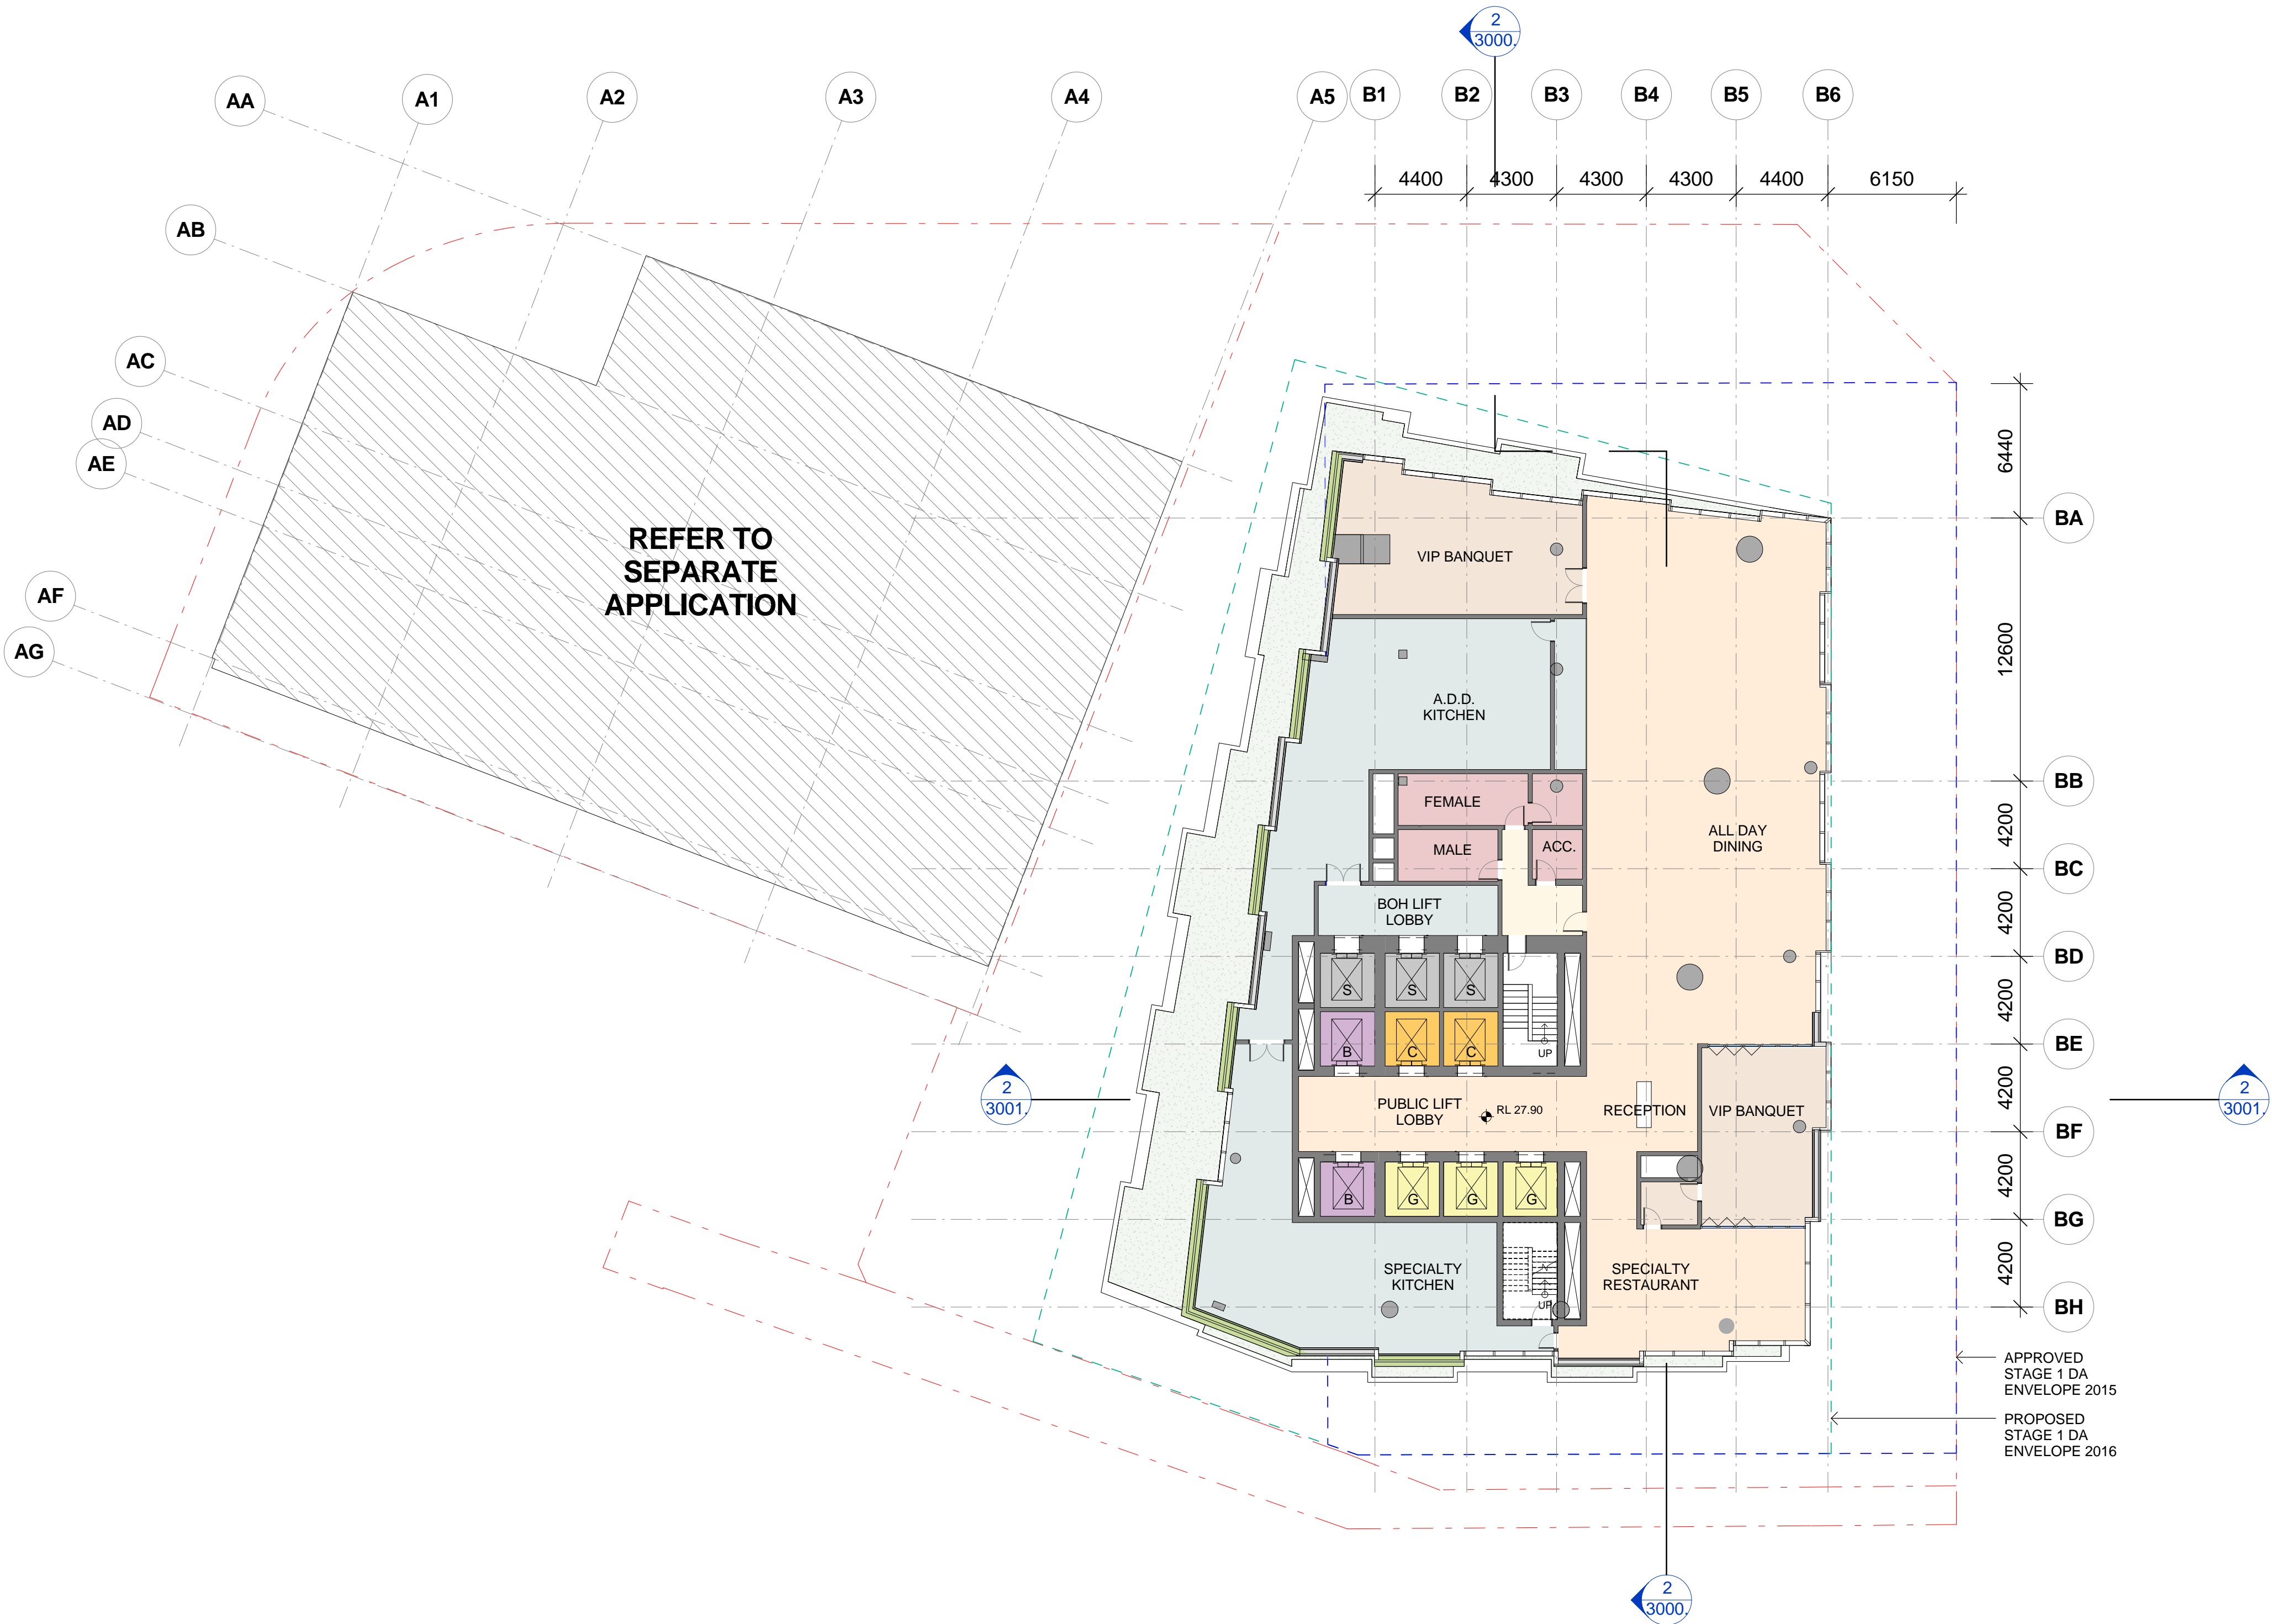 2
3000.
AA
A1
A2
A3
A4
A5
B1
B2
B3
B4
B5
B6
4400
4300
4300
4300
4400
6150
AB
AC
AD
AE
AF
AG
REFER TO
SEPARATE
APPLICATION
6440
BA
12600
BB
4200
BC
4200
BD
4200
BE
4200
BF
4200
BG
4200
BH
VIP BANQUET
A.D.D.
KITCHEN
FEMALE
MALE
ACC.
ALL DAY
DINING
BOH LIFT
LOBBY
S
S
S
B
C
C
UP
2
3001.
PUBLIC LIFT
LOBBY
RL 27.90
RECEPTION
VIP BANQUET
2
3001.
B
G
G
G
SPECIALTY
KITCHEN
UP
SPECIALTY
RESTAURANT
APPROVED
STAGE 1 DA
ENVELOPE 2015
PROPOSED
STAGE 1 DA
ENVELOPE 2016
2
3000.